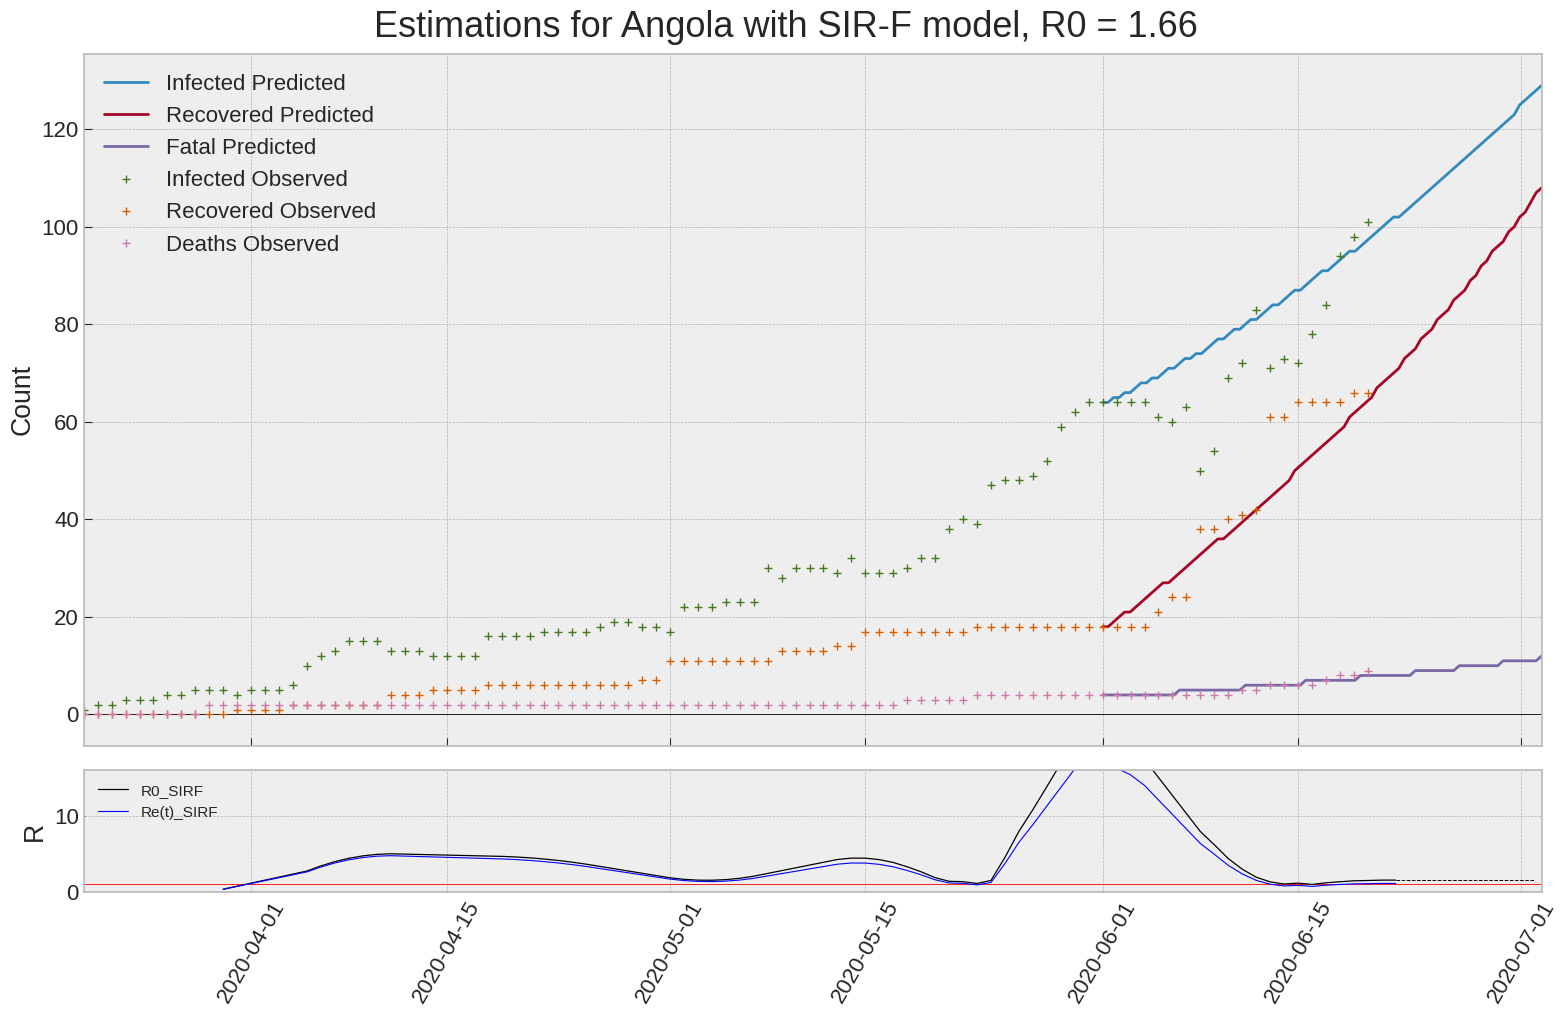 Estimations for Angola with SIR-F model, R0 = 1.66
Infected Predicted
Recovered Predicted
Fatal Predicted
Infected Observed
Recovered Observed
Deaths Observed
120
100
80
60
40
20
0
Count
R0_SIRF
Re(t)_SIRF
10
0
R
2020-04-01
2020-04-15
2020-05-01
2020-05-15
2020-06-01
2020-06-15
2020-07-01